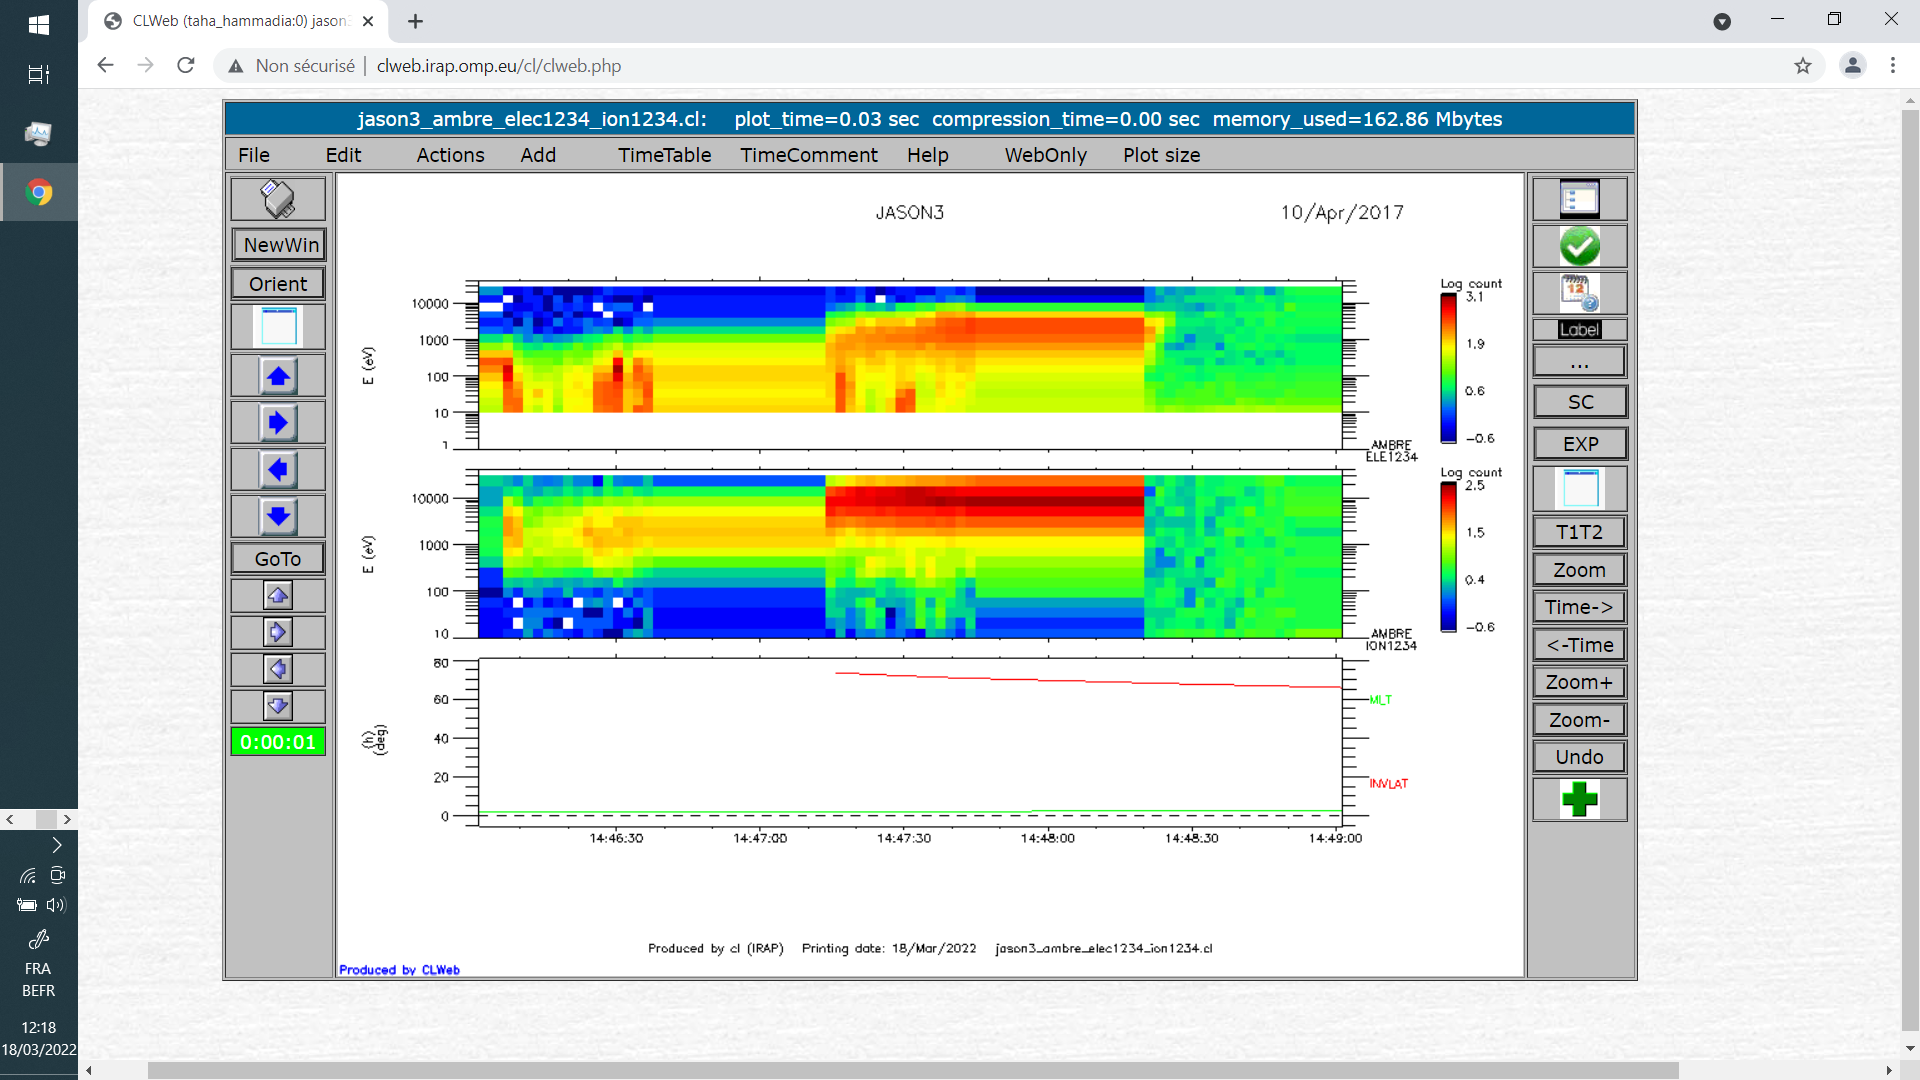 CLWeb (taha_hammadia:0) jason3
Non sécurisé | clweb.irap.omp.eu/cl/clweb.php
jason3_ambre_elec1234_ion1234.cl: plot_time=0.03 sec compression_time=0.00 sec memory_used=162.86 Mbytes
File Edit Actions Add TimeTable TimeComment Help WebOnly Plot size
NewWin
Orient
GoTo
0:00:01
JASON3 10/Apr/2017
10000
1000
100
10
1
E (eV)
Log count
3.1
1.9
0.6
-0.6
AMBRE
ELE1234
10000
1000
100
10
E (eV)
Log count
2.5
1.5
0.4
-0.6
AMBRE
ION1234
80
60
40
20
0
(h)
(deg)
MLT
INVLAT
14:46:30 14:47:00 14:47:30 14:48:00 14:48:30 14:49:00
Produced by cl (IRAP) Printing date: 18/Mar/2022 jason3_ambre_elec1234_ion1234.cl
Produced by CLWeb
12
Label
...
SC
EXP
T1T2
Zoom
Time->
<-Time
Zoom+
Zoom-
Undo
FRA
BEFR
12:18
18/03/2022